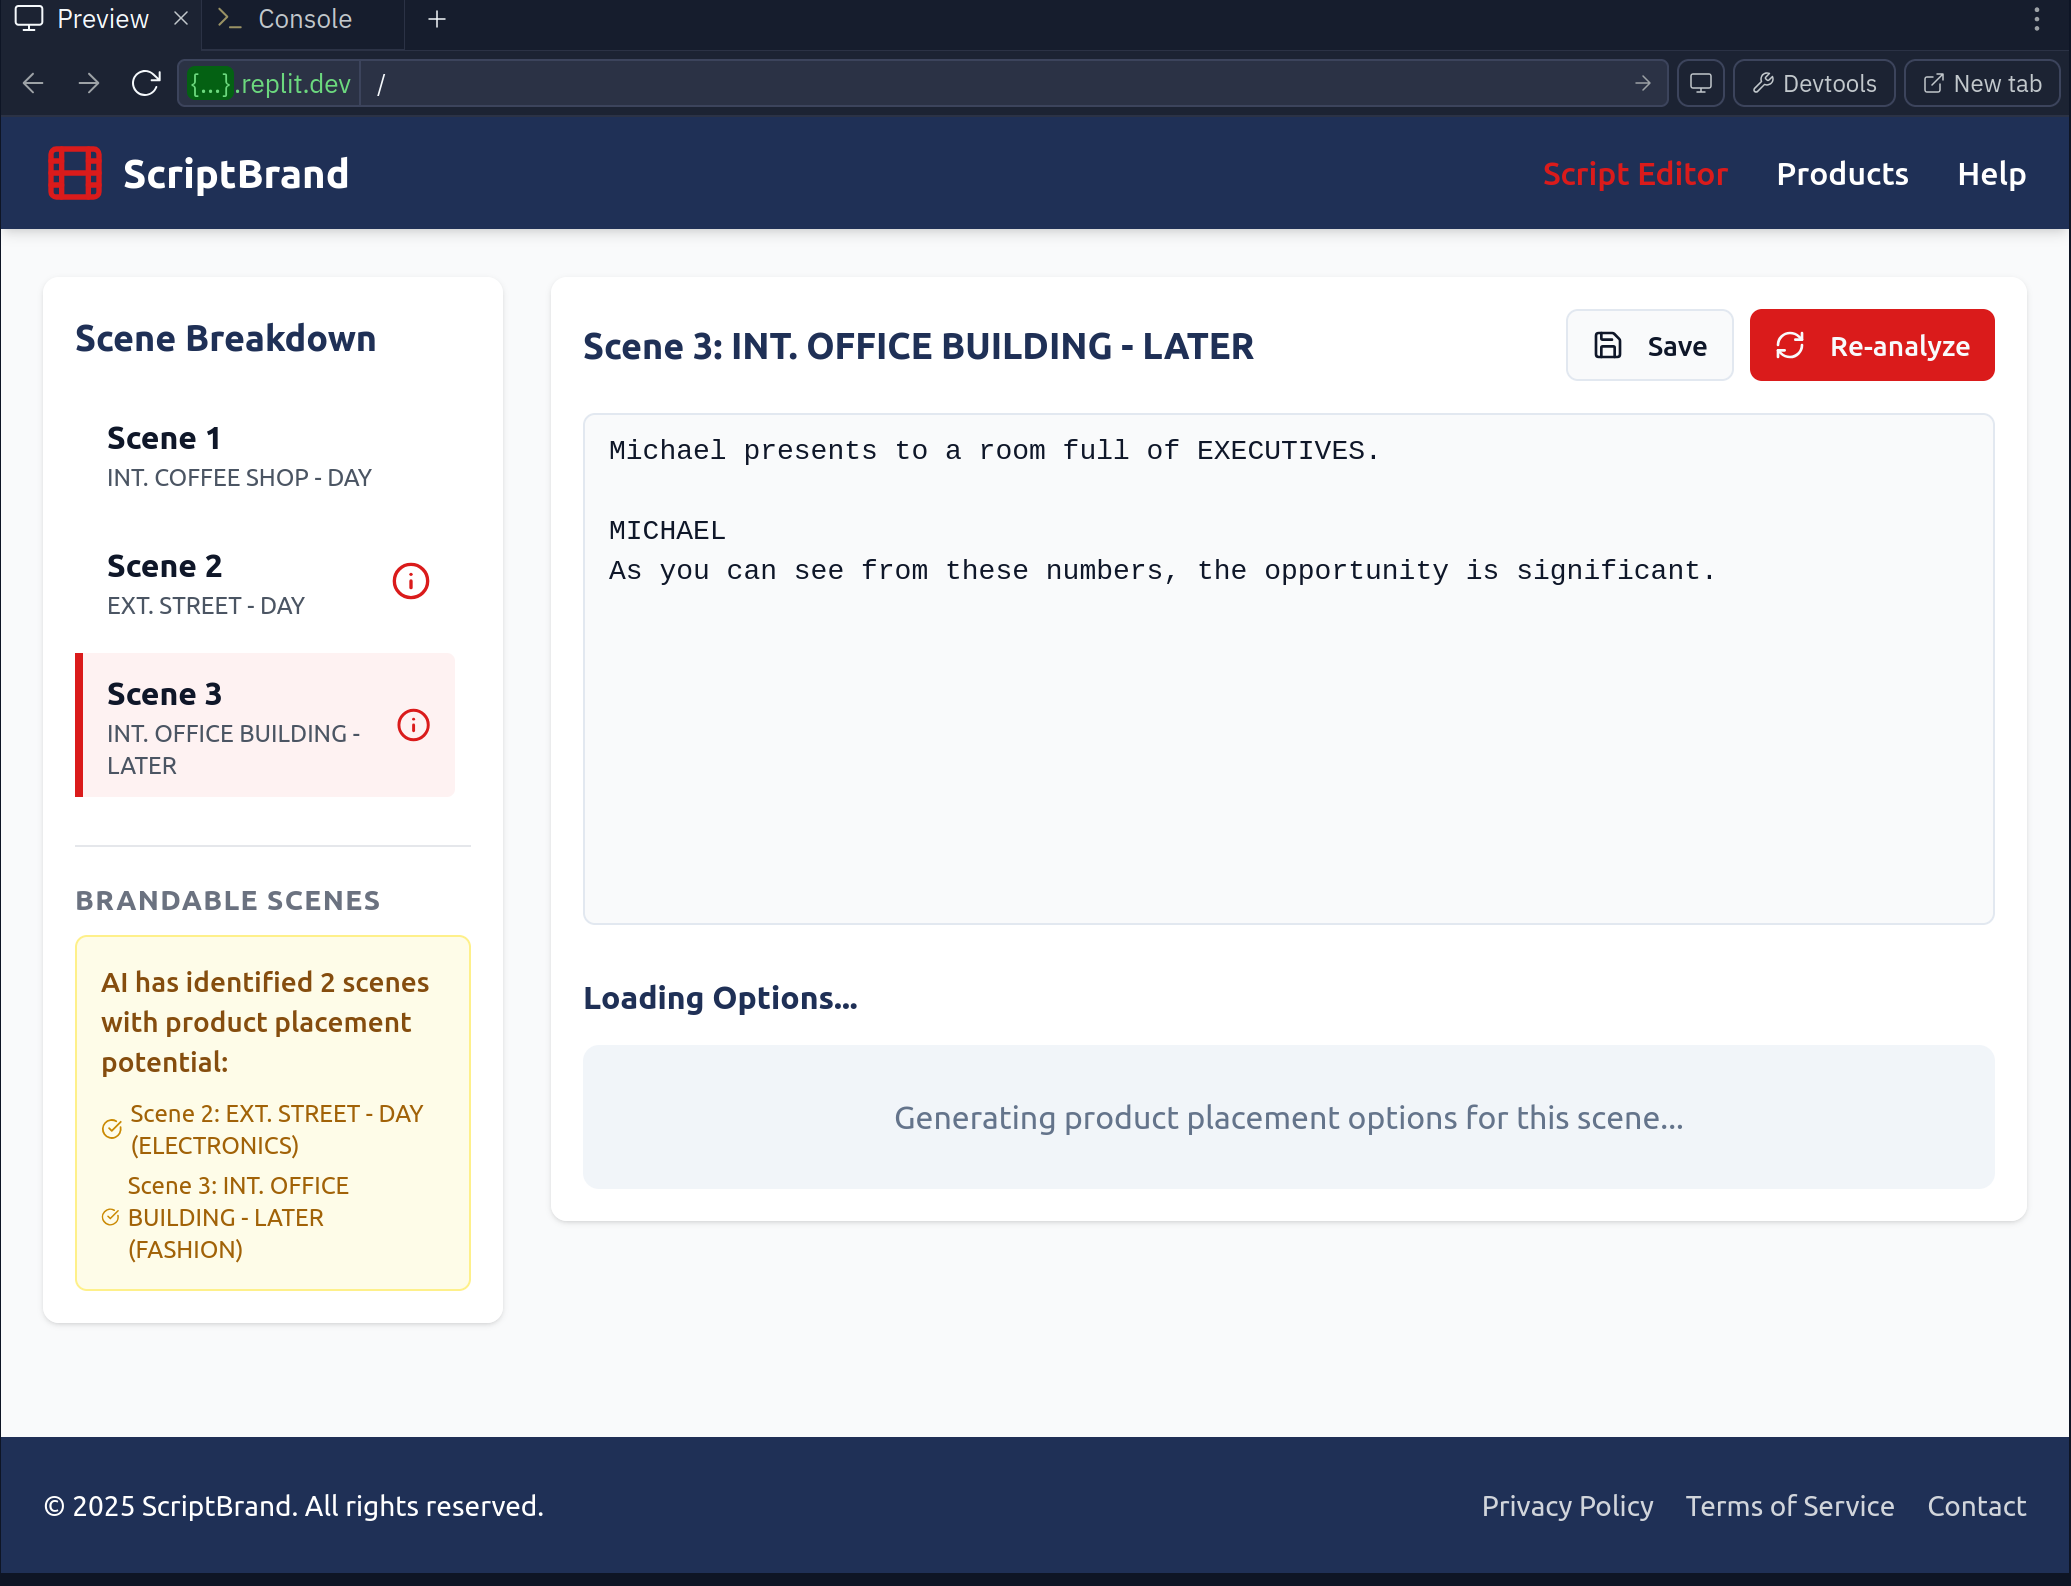 Preview
Console
{...}.replit.dev
/
Devtools
New tab
ScriptBrand
Script Editor
Products
Help
Scene Breakdown
Scene 1
INT. COFFEE SHOP - DAY
Scene 2
EXT. STREET - DAY
Scene 3
INT. OFFICE BUILDING -
LATER
BRANDABLE SCENES
AI has identified 2 scenes
with product placement
potential:
Scene 2: EXT. STREET - DAY
(ELECTRONICS)
Scene 3: INT. OFFICE
BUILDING - LATER
(FASHION)
Scene 3: INT. OFFICE BUILDING - LATER
Save
Re-analyze
Michael presents to a room full of EXECUTIVES.
MICHAEL
As you can see from these numbers, the opportunity is significant.
Loading Options...
Generating product placement options for this scene...
© 2025 ScriptBrand. All rights reserved.
Privacy Policy
Terms of Service
Contact